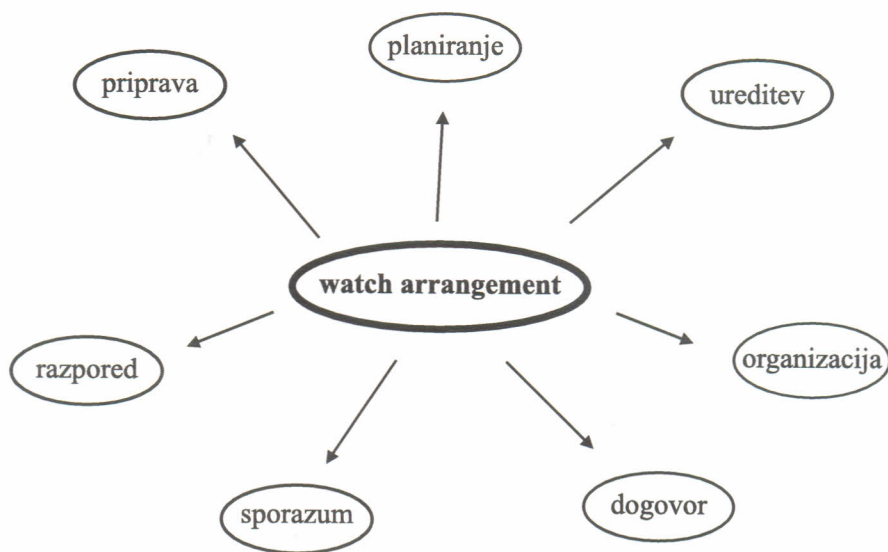 planiranje
priprava
ureditev
watch arrangement
razpored
organizacija
sporazum
dogovor